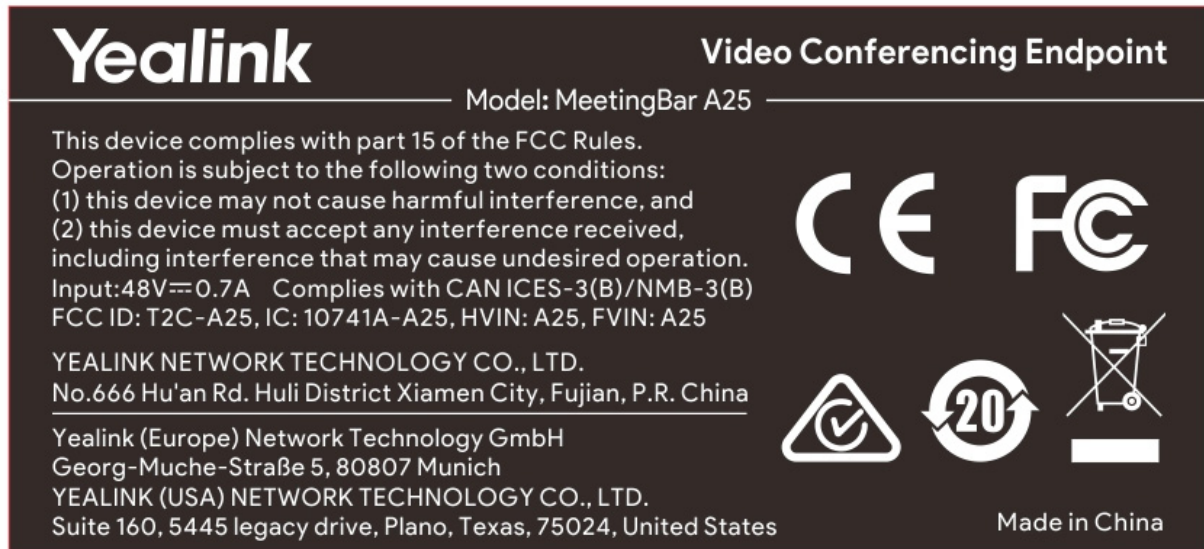 Yealink
Video Conferencing Endpoint
Model: MeetingBar A25
This device complies with part 15 of the FCC Rules.
Operation is subject to the following two conditions:
(1) this device may not cause harmful interference, and
(2) this device must accept any interference received,
including interference that may cause undesired operation.
Input:48V⎓0.7A Complies with CAN ICES-3(B)/NMB-3(B)
FCC ID: T2C-A25, IC: 10741A-A25, HVIN: A25, FVIN: A25
YEALINK NETWORK TECHNOLOGY CO., LTD.
No.666 Hu'an Rd. Huli District Xiamen City, Fujian, P.R. China
Yealink (Europe) Network Technology GmbH
Georg-Muche-Straße 5, 80807 Munich
YEALINK (USA) NETWORK TECHNOLOGY CO., LTD.
Suite 160, 5445 legacy drive, Plano, Texas, 75024, United States
CE
FC
20
Made in China